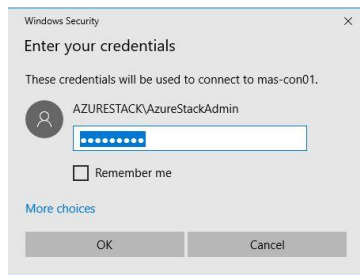 Windows Security
Enter your credentials
These credentials will be used to connect to mas-con01.
AZURESTACK\AzureStackAdmin
•••••••••
Remember me
More choices
OK Cancel